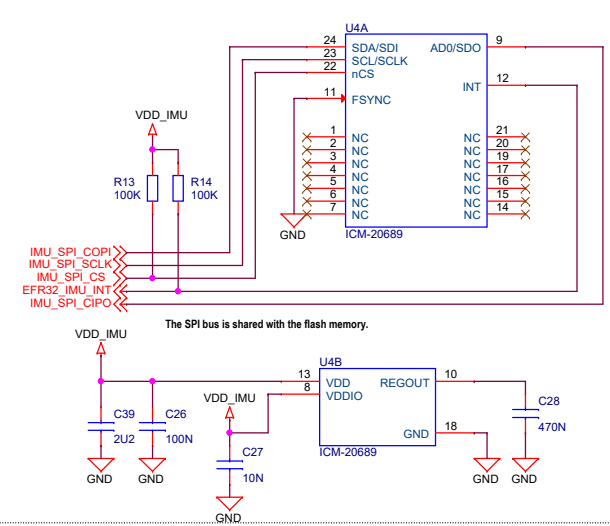 U4A
24 SDA/SDI AD0/SDO 9
23 SCL/SCLK
22 nCS
INT 12
11 FSYNC
VDD_IMU
1 NC NC 21
2 NC NC 20
3 NC NC 19
4 NC NC 17
5 NC NC 16
6 NC NC 15
7 NC NC 14
R13 R14
100K 100K
GND ICM-20689
IMU_SPI_COPI
IMU_SPI_SCLK
IMU_SPI_CS
EFR32_IMU_INT
IMU_SPI_CIPO
The SPI bus is shared with the flash memory.
VDD_IMU
U4B
13 VDD REGOUT 10
8 VDDIO
VDD_IMU
C39 C26 C28
2U2 100N 470N
18 GND
ICM-20689
C27
10N
GND GND GND GND
GND